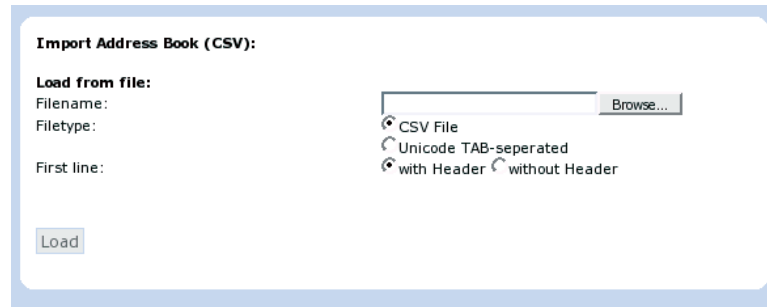 Import Address Book (CSV):
Load from file:
Filename: Browse...
Filetype: CSV File
Unicode TAB-seperated
First line: with Header without Header
Load